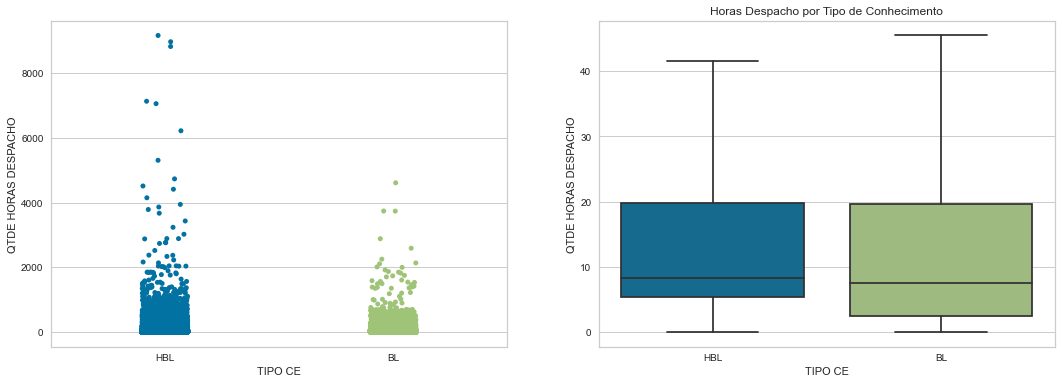 QTDE HORAS DESPACHO
8000
6000
4000
2000
0
HBL
BL
TIPO CE
Horas Despacho por Tipo de Conhecimento
QTDE HORAS DESPACHO
40
30
20
10
0
HBL
BL
TIPO CE